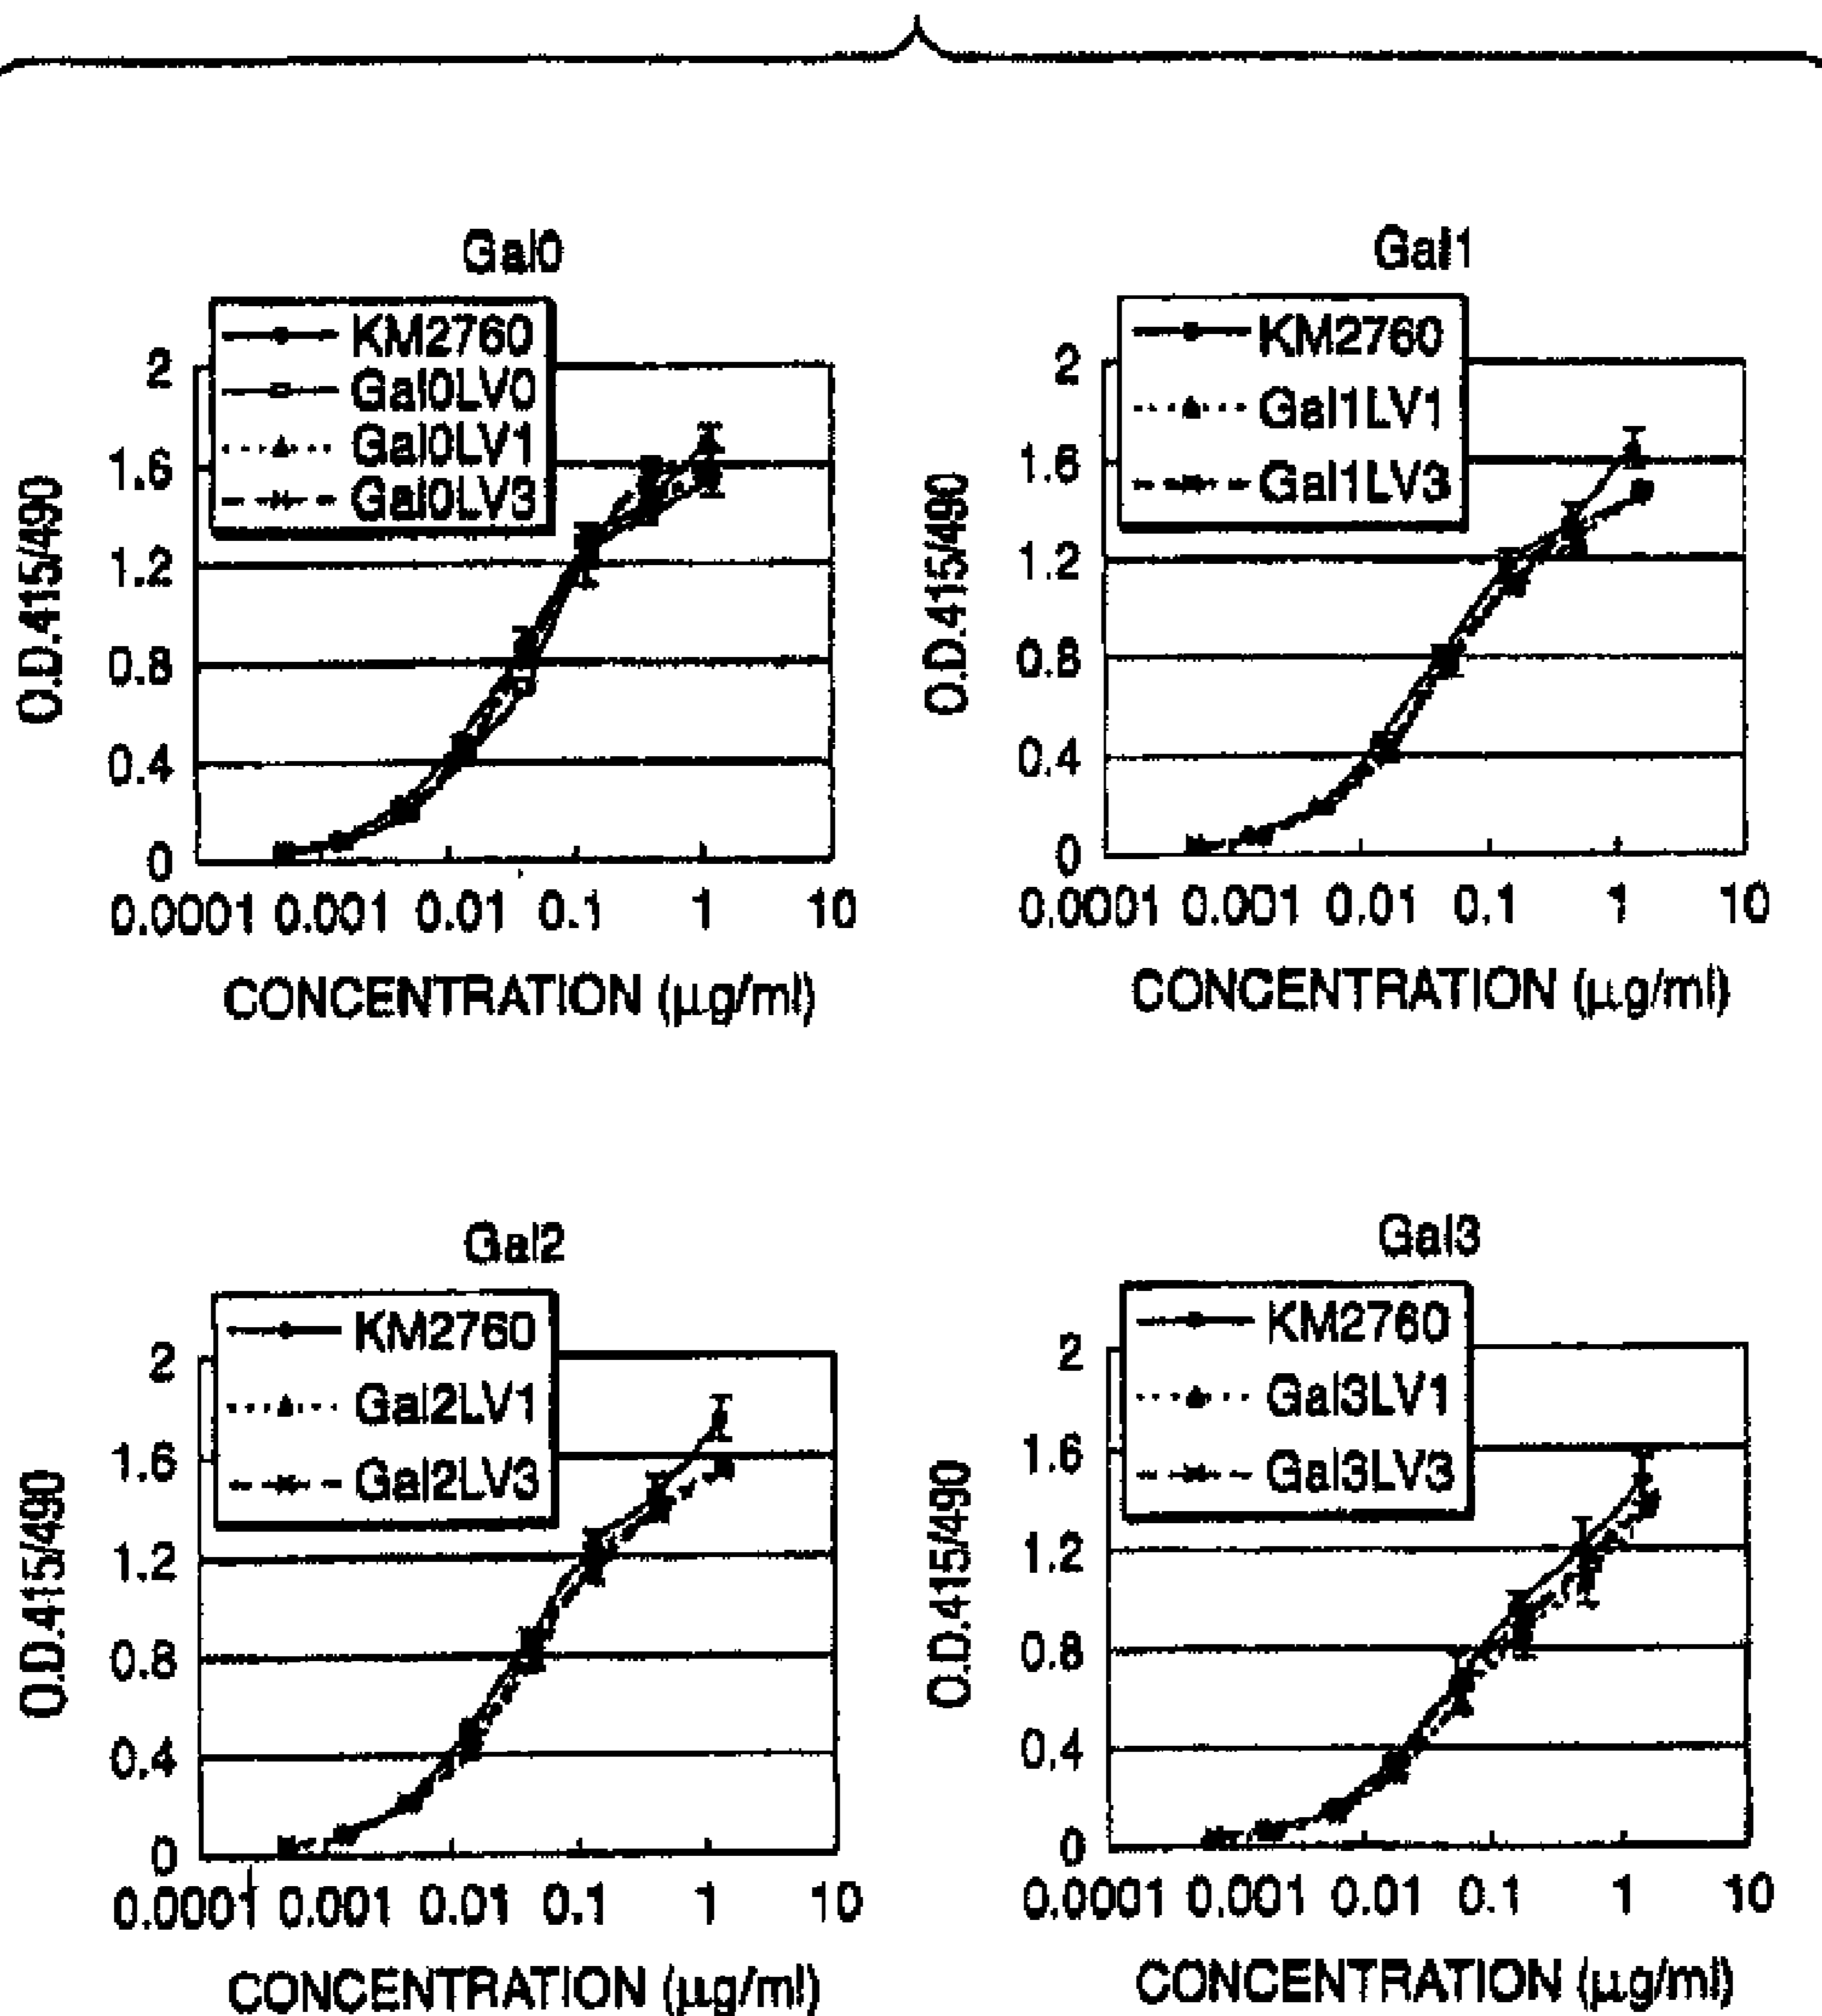 Gal0
KM2760
Gal0LV0
Gal0LV1
Gal0LV3
2
1.6
1.2
0.8
0.4
0
O.D.415/490
0.0001 0.001 0.01 0.1 1 10
CONCENTRATION (µg/ml)
Gal1
KM2760
Gal1LV1
Gal1LV3
2
1.6
1.2
0.8
0.4
0
O.D.415/490
0.0001 0.001 0.01 0.1 1 10
CONCENTRATION (µg/ml)
Gal2
KM2760
Gal2LV1
Gal2LV3
2
1.6
1.2
0.8
0.4
0
O.D.415/490
0.0001 0.001 0.01 0.1 1 10
CONCENTRATION (µg/ml)
Gal3
KM2760
Gal3LV1
Gal3LV3
2
1.6
1.2
0.8
0.4
0
O.D.415/490
0.0001 0.001 0.01 0.1 1 10
CONCENTRATION (µg/ml)